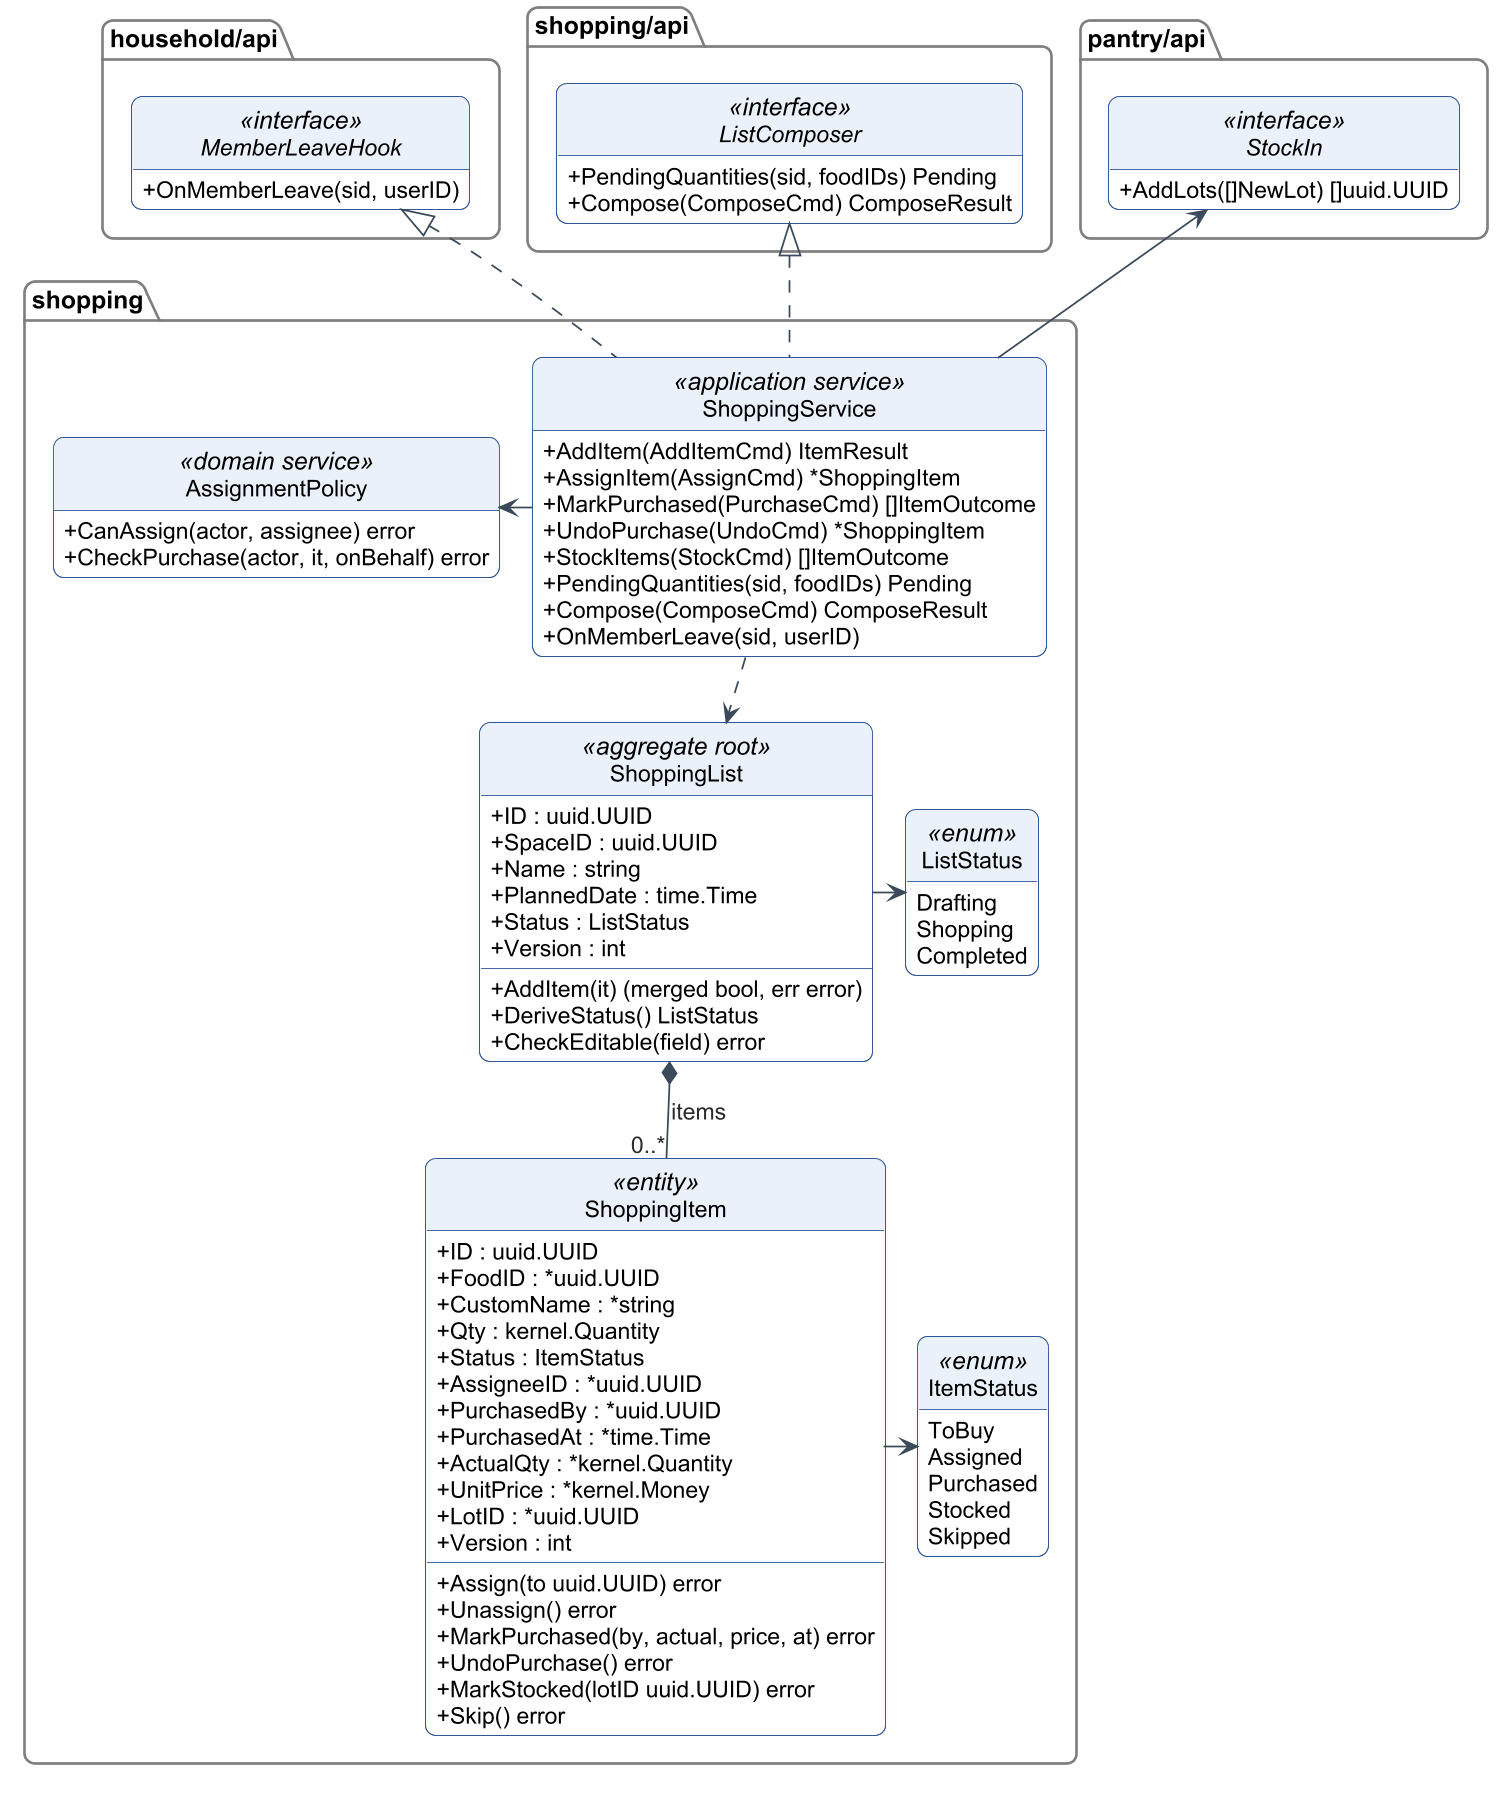 household/api
«interface»
MemberLeaveHook
+OnMemberLeave(sid, userID)
shopping/api
«interface»
ListComposer
+PendingQuantities(sid, foodIDs) Pending
+Compose(ComposeCmd) ComposeResult
pantry/api
«interface»
StockIn
+AddLots([]NewLot) []uuid.UUID
shopping
«application service»
ShoppingService
+AddItem(AddItemCmd) ItemResult
+AssignItem(AssignCmd) *ShoppingItem
+MarkPurchased(PurchaseCmd) []ItemOutcome
+UndoPurchase(UndoCmd) *ShoppingItem
+StockItems(StockCmd) []ItemOutcome
+PendingQuantities(sid, foodIDs) Pending
+Compose(ComposeCmd) ComposeResult
+OnMemberLeave(sid, userID)
«domain service»
AssignmentPolicy
+CanAssign(actor, assignee) error
+CheckPurchase(actor, it, onBehalf) error
«aggregate root»
ShoppingList
+ID : uuid.UUID
+SpaceID : uuid.UUID
+Name : string
+PlannedDate : time.Time
+Status : ListStatus
+Version : int
+AddItem(it) (merged bool, err error)
+DeriveStatus() ListStatus
+CheckEditable(field) error
«enum»
ListStatus
Drafting
Shopping
Completed
items
0..*
«entity»
ShoppingItem
+ID : uuid.UUID
+FoodID : *uuid.UUID
+CustomName : *string
+Qty : kernel.Quantity
+Status : ItemStatus
+AssigneeID : *uuid.UUID
+PurchasedBy : *uuid.UUID
+PurchasedAt : *time.Time
+ActualQty : *kernel.Quantity
+UnitPrice : *kernel.Money
+LotID : *uuid.UUID
+Version : int
+Assign(to uuid.UUID) error
+Unassign() error
+MarkPurchased(by, actual, price, at) error
+UndoPurchase() error
+MarkStocked(lotID uuid.UUID) error
+Skip() error
«enum»
ItemStatus
ToBuy
Assigned
Purchased
Stocked
Skipped